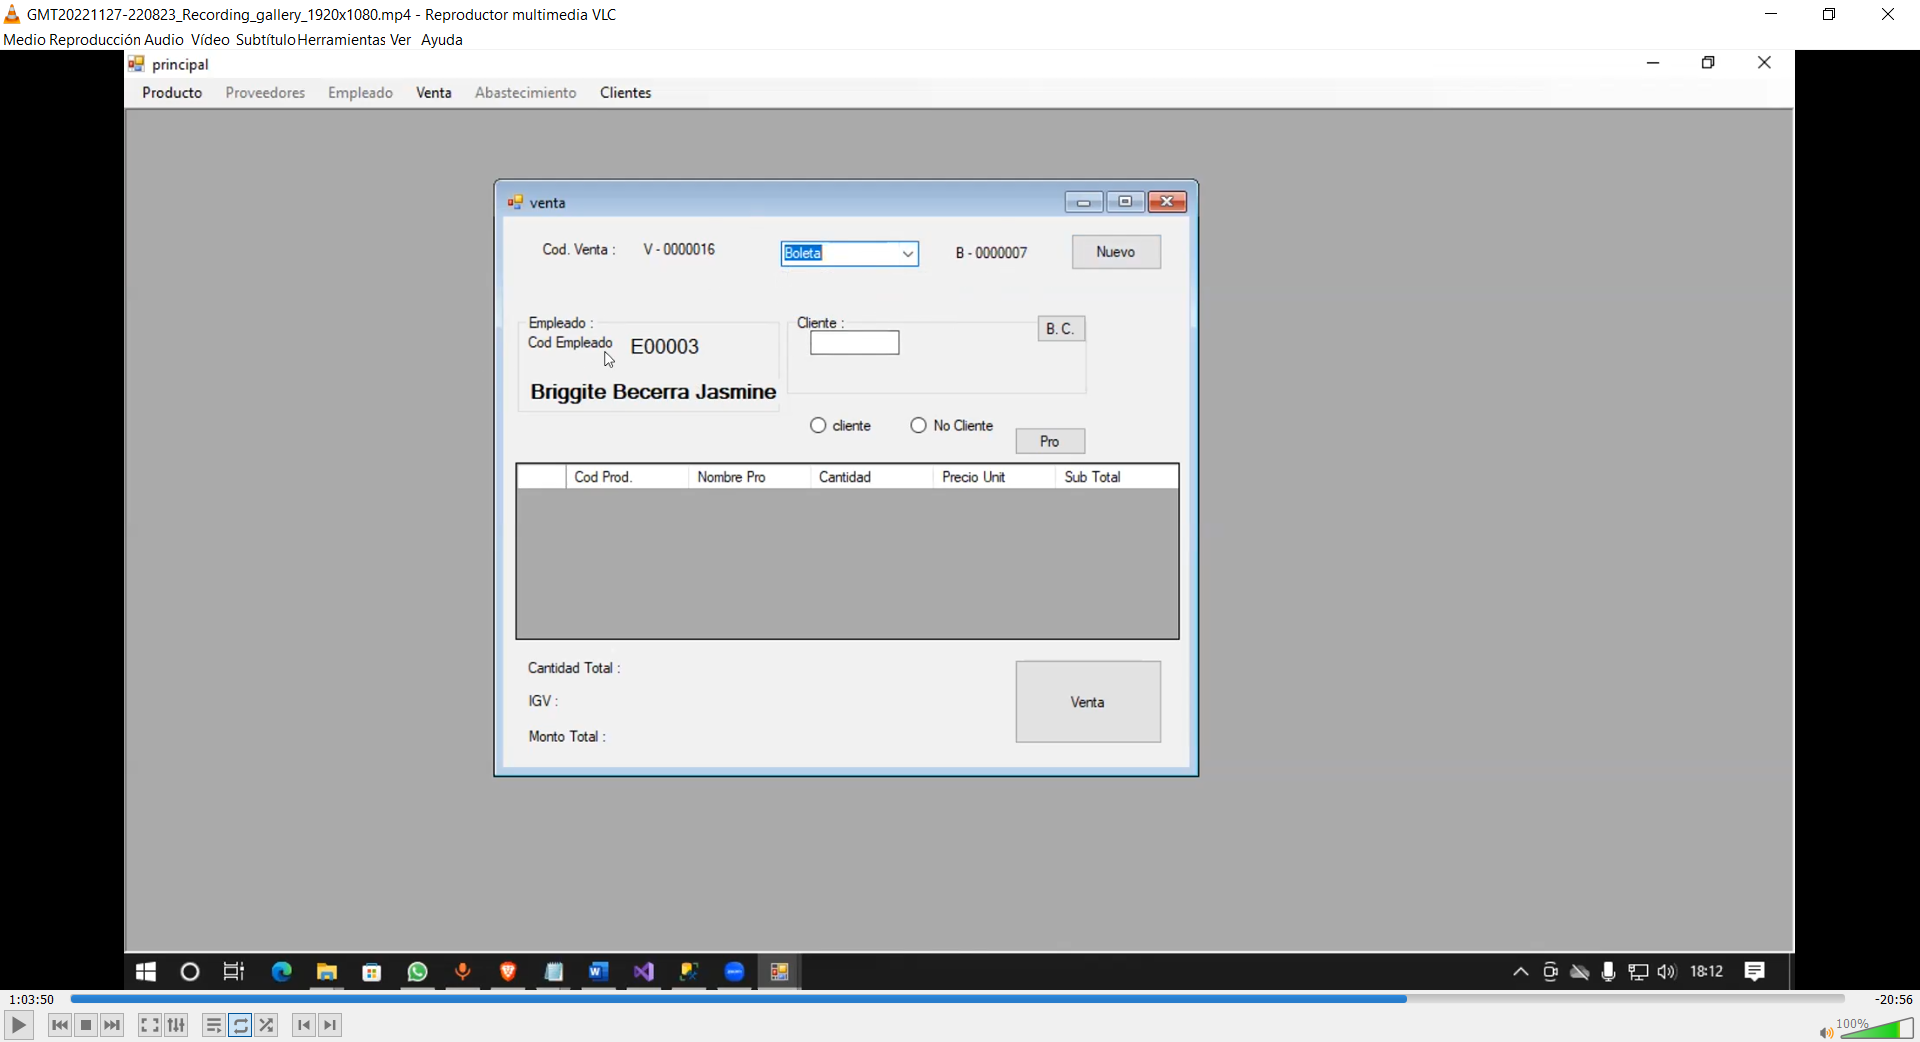 GMT20221127-220823_Recording_gallery_1920x1080.mp4 - Reproductor multimedia VLC
Medio Reproducción Audio Vídeo Subtítulo Herramientas Ver Ayuda
principal
Producto Proveedores Empleado Venta Abastecimiento Clientes
venta
Cod. Venta : V - 0000016 Boleta B - 0000007 Nuevo
Empleado : Cliente : B. C.
Cod Empleado E00003
Briggite Becerra Jasmine
cliente No Cliente
Pro
Cod Prod. Nombre Pro Cantidad Precio Unit Sub Total
Cantidad Total :
IGV :
Venta
Monto Total :
18:12
1:03:50 -20:56
100%